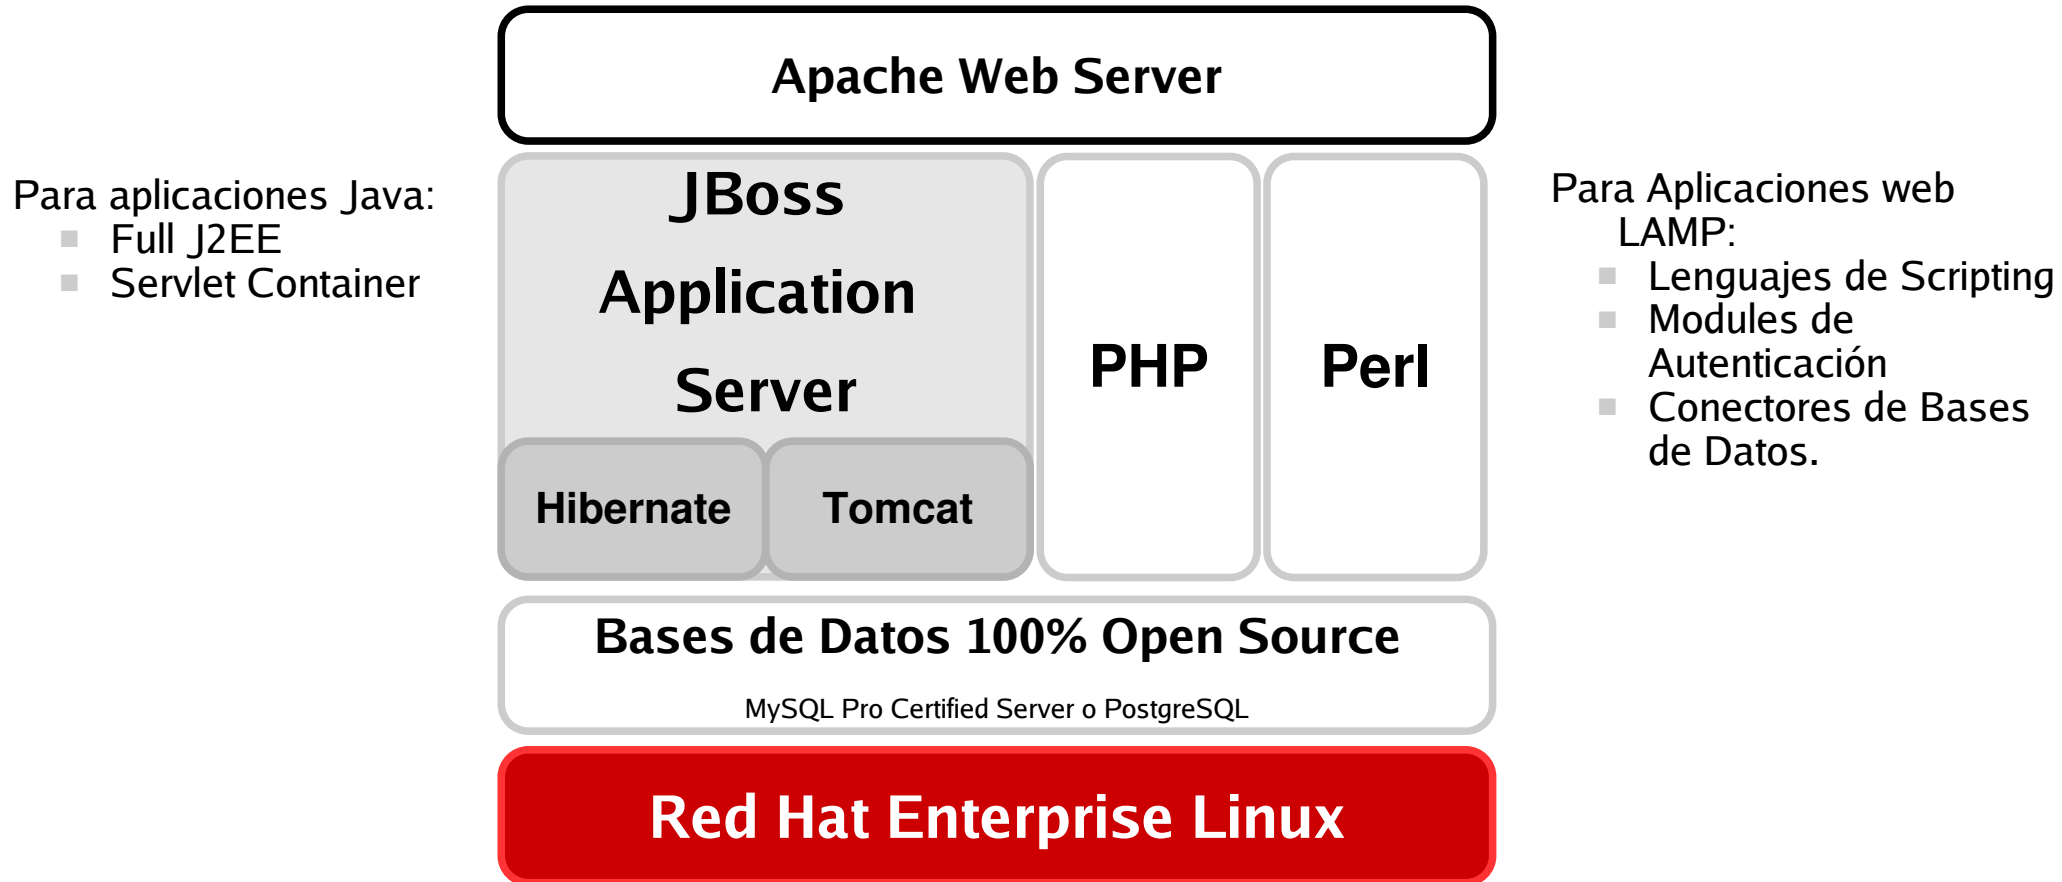 Apache Web Server
Para aplicaciones Java:
Full J2EE
Servlet Container
JBoss
Application
Server
Hibernate
Tomcat
PHP
Perl
Para Aplicaciones web
LAMP:
Lenguajes de Scripting
Modules de
Autenticación
Conectores de Bases
de Datos.
Bases de Datos 100% Open Source
MySQL Pro Certified Server o PostgreSQL
Red Hat Enterprise Linux